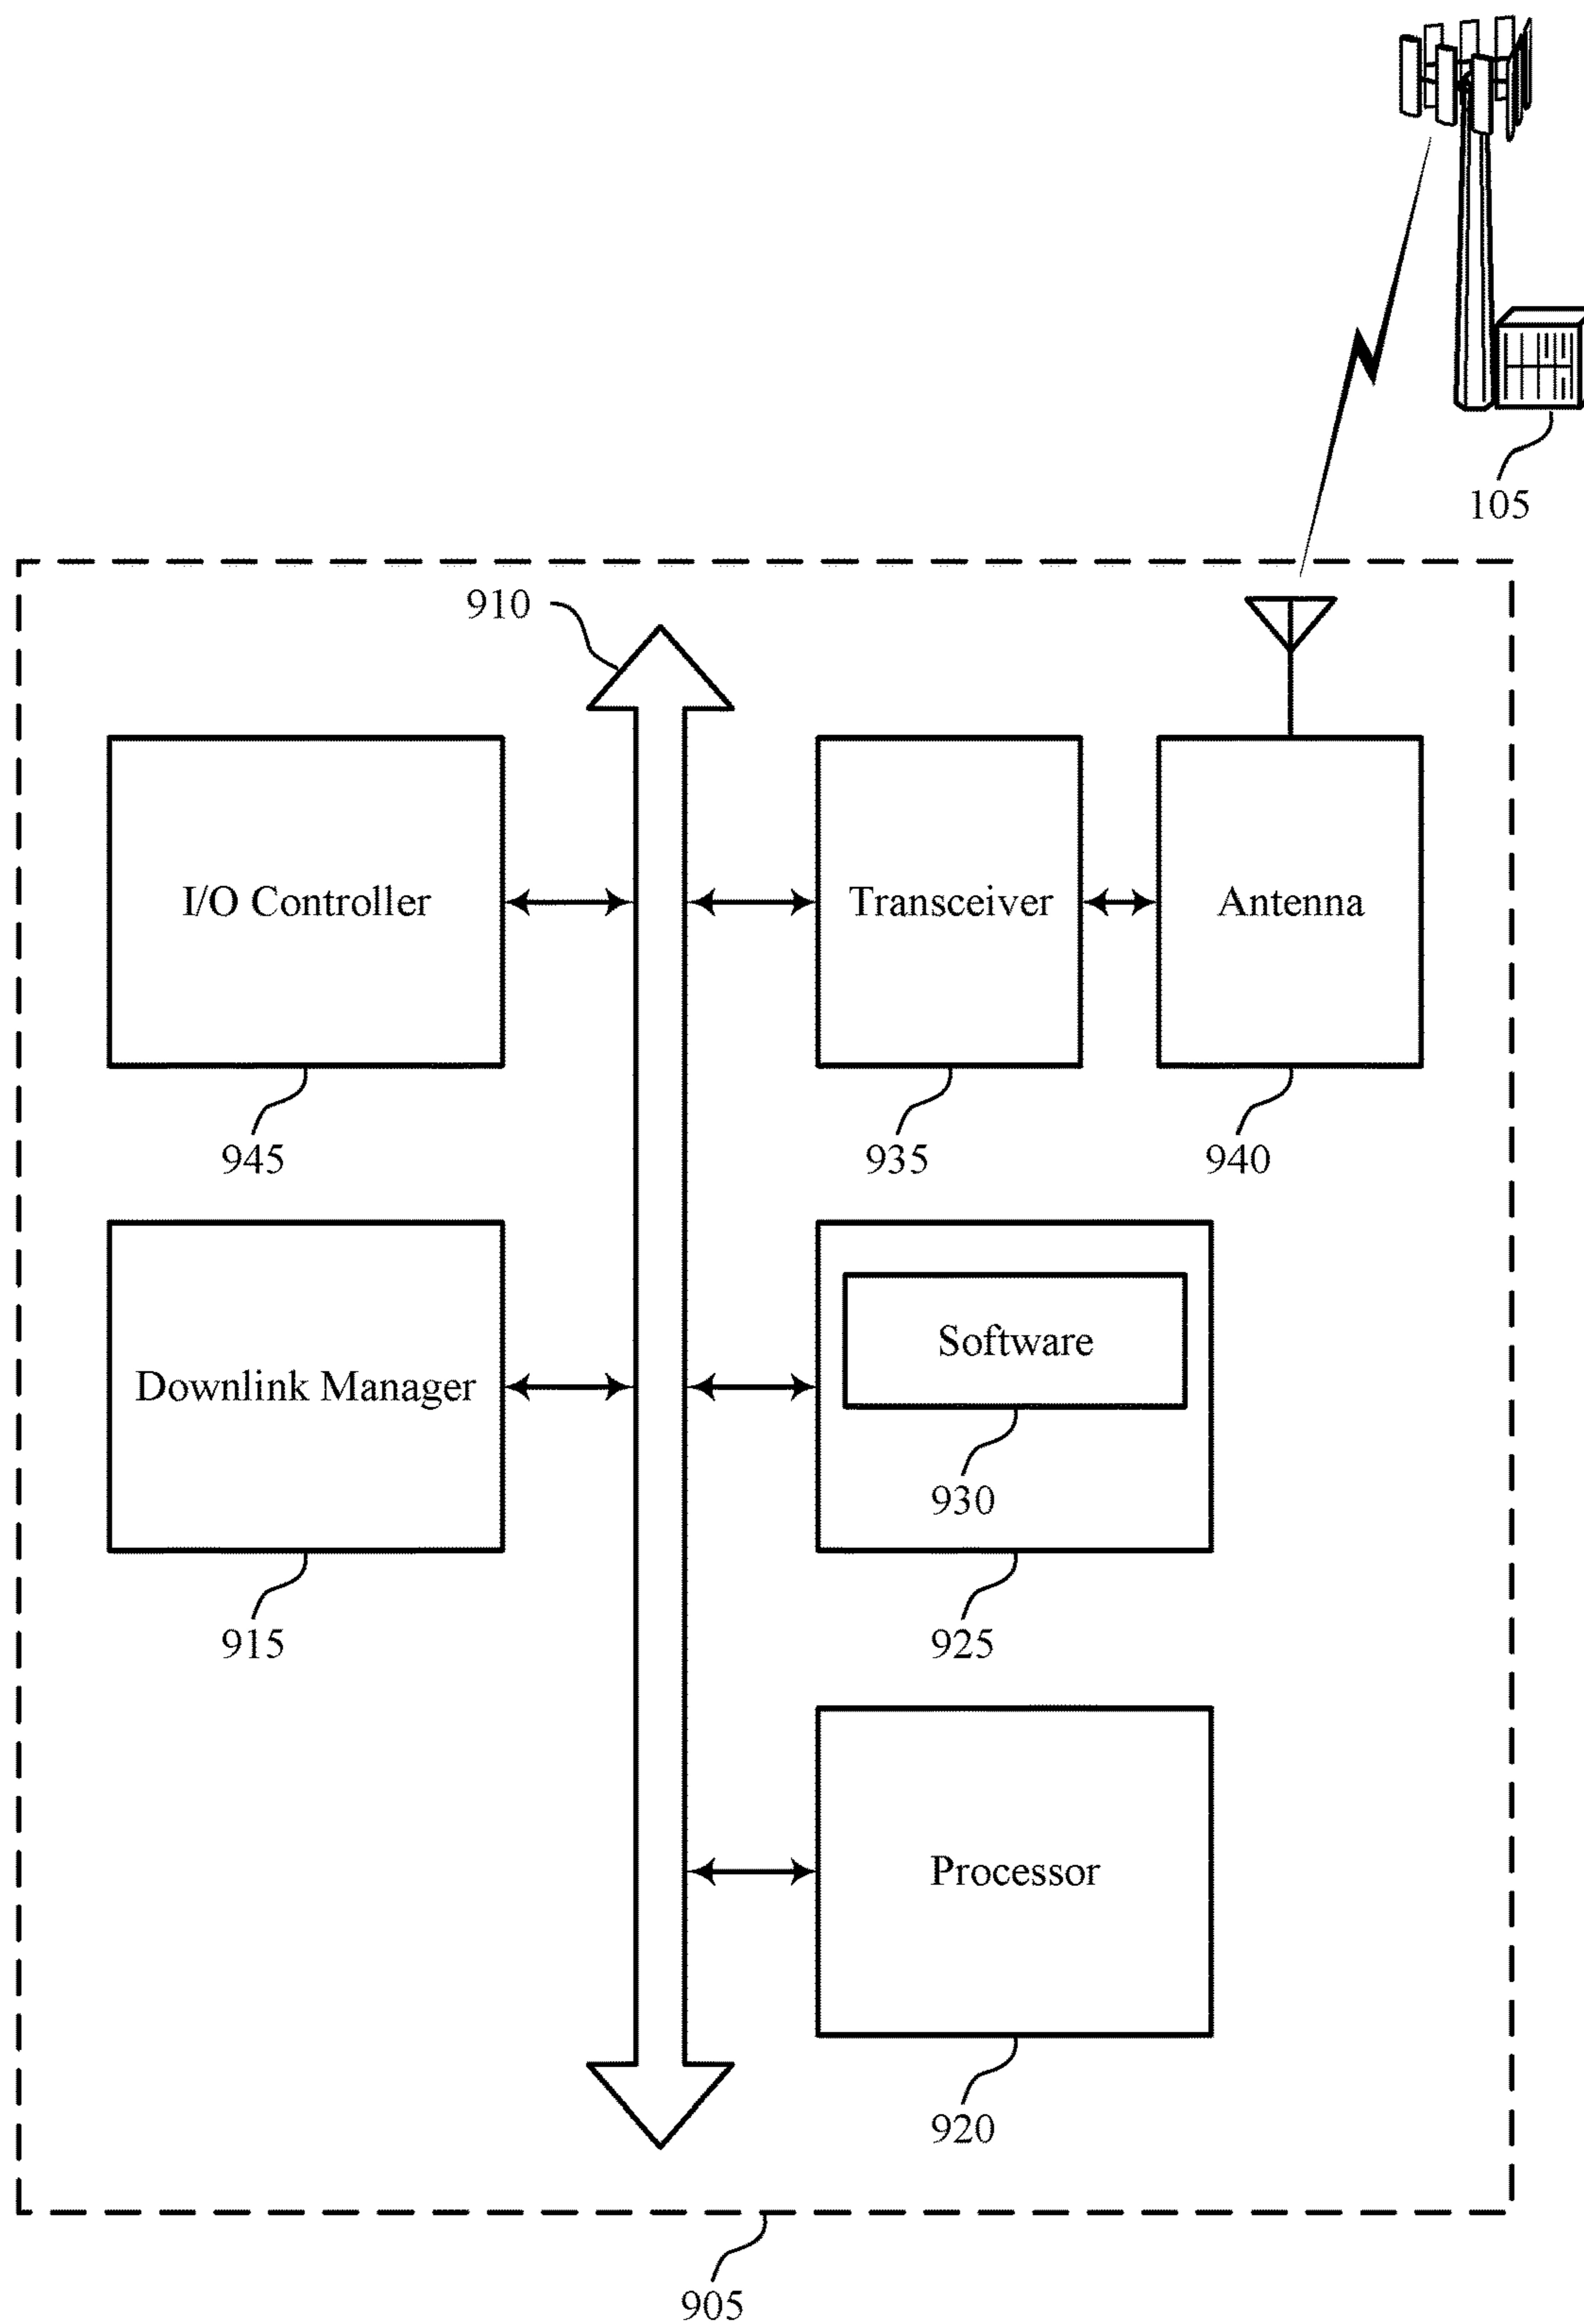 105
910
I/O Controller
Transceiver
Antenna
945
935
940
Software
Downlink Manager
930
915
925
Processor
920
905